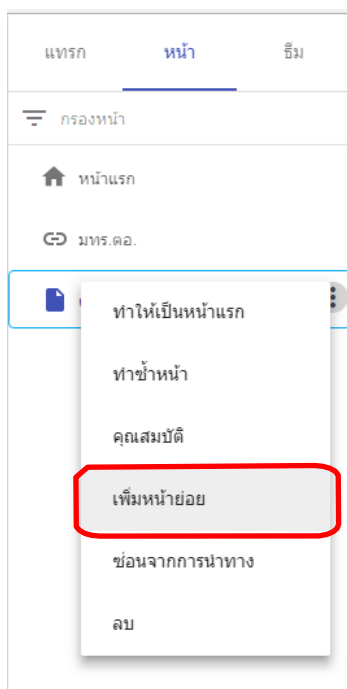 แทรก
หน้า
ธีม
กรองหน้า
หน้าแรก
มทร.ตอ.
ทำให้เป็นหน้าแรก
ทำซ้ำหน้า
คุณสมบัติ
เพิ่มหน้าย่อย
ซ่อนจากการนำทาง
ลบ